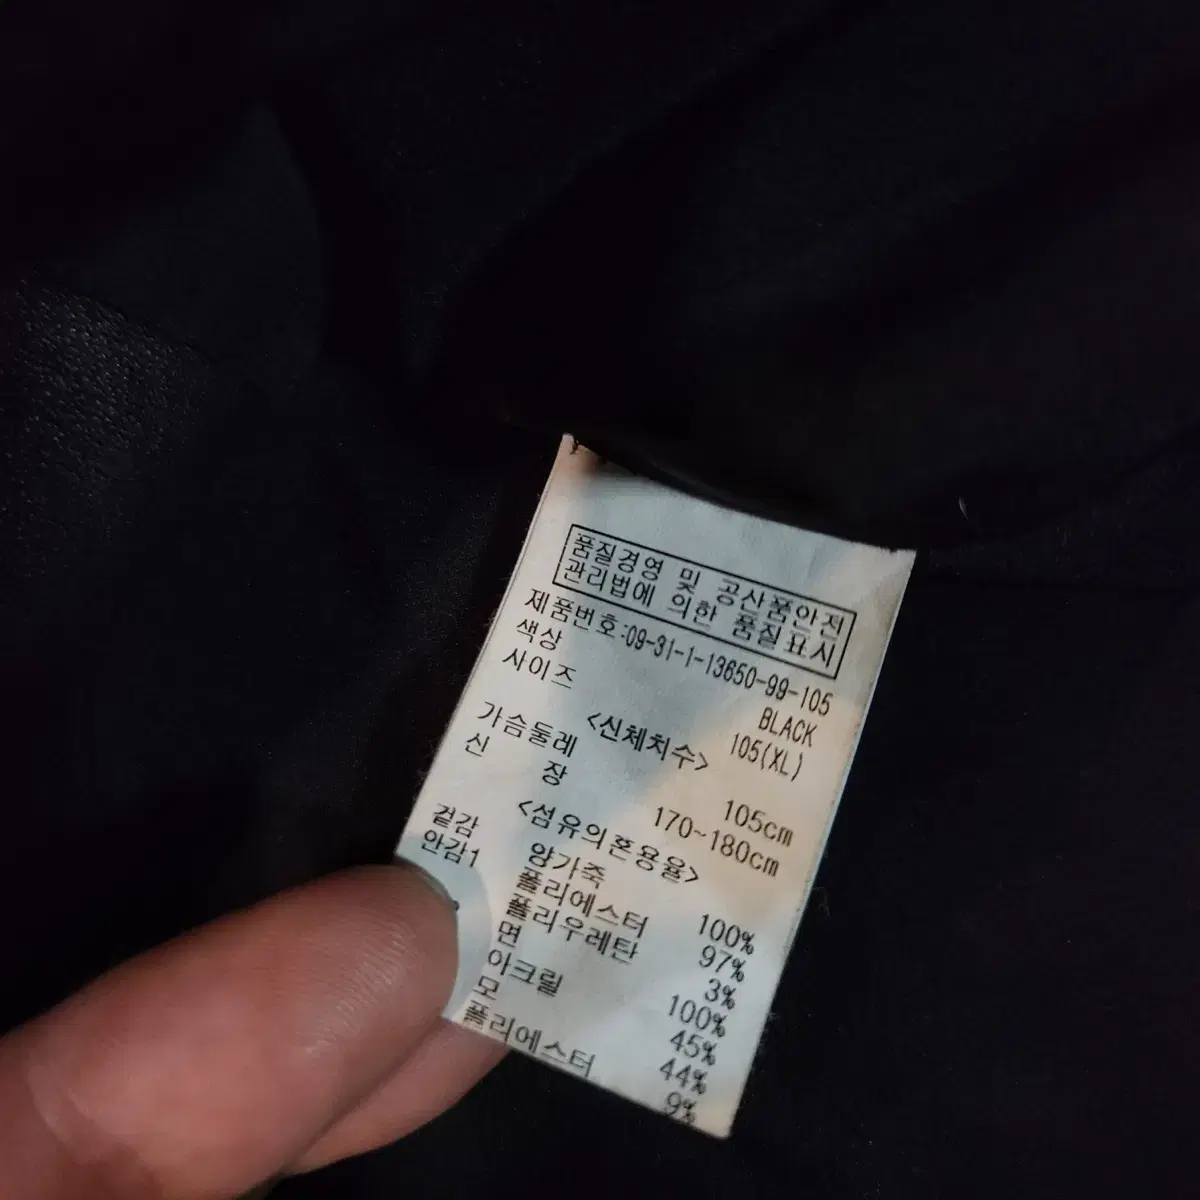 품질경영 및 공산품안전
관리법에 의한 품질표시
제품번호:09-31-1-13650-99-105
색상 BLACK
사이즈 105(XL)
<신체치수>
가슴둘레 105cm
신장 170~180cm
<섬유의혼용율>
겉감 양가죽 100%
안감1 폴리에스터 97%
폴리우레탄 3%
면 100%
아크릴 45%
모 44%
폴리에스터 9%